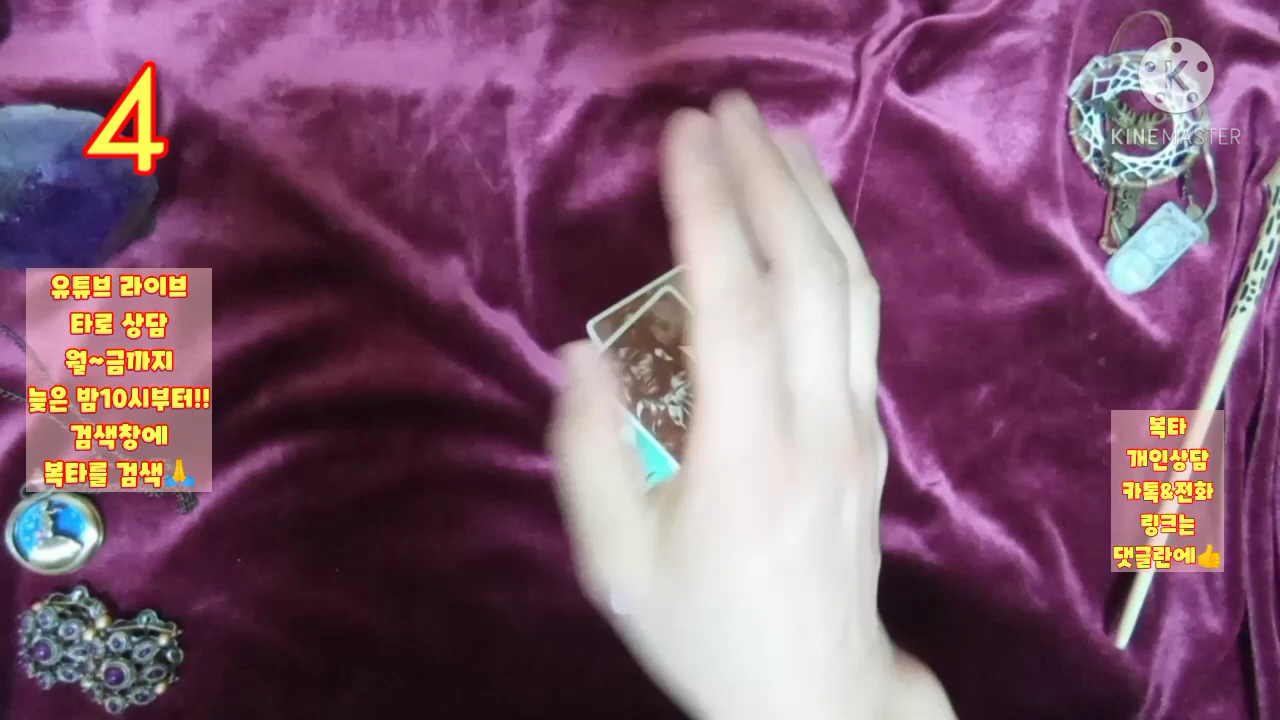 4
유튜브 라이브
타로 상담
월~금까지
늦은 밤10시부터!!
검색창에
복타를 검색🙏
K
KINEMASTER
복타
개인상담
카톡&전화
링크는
댓글란에👍